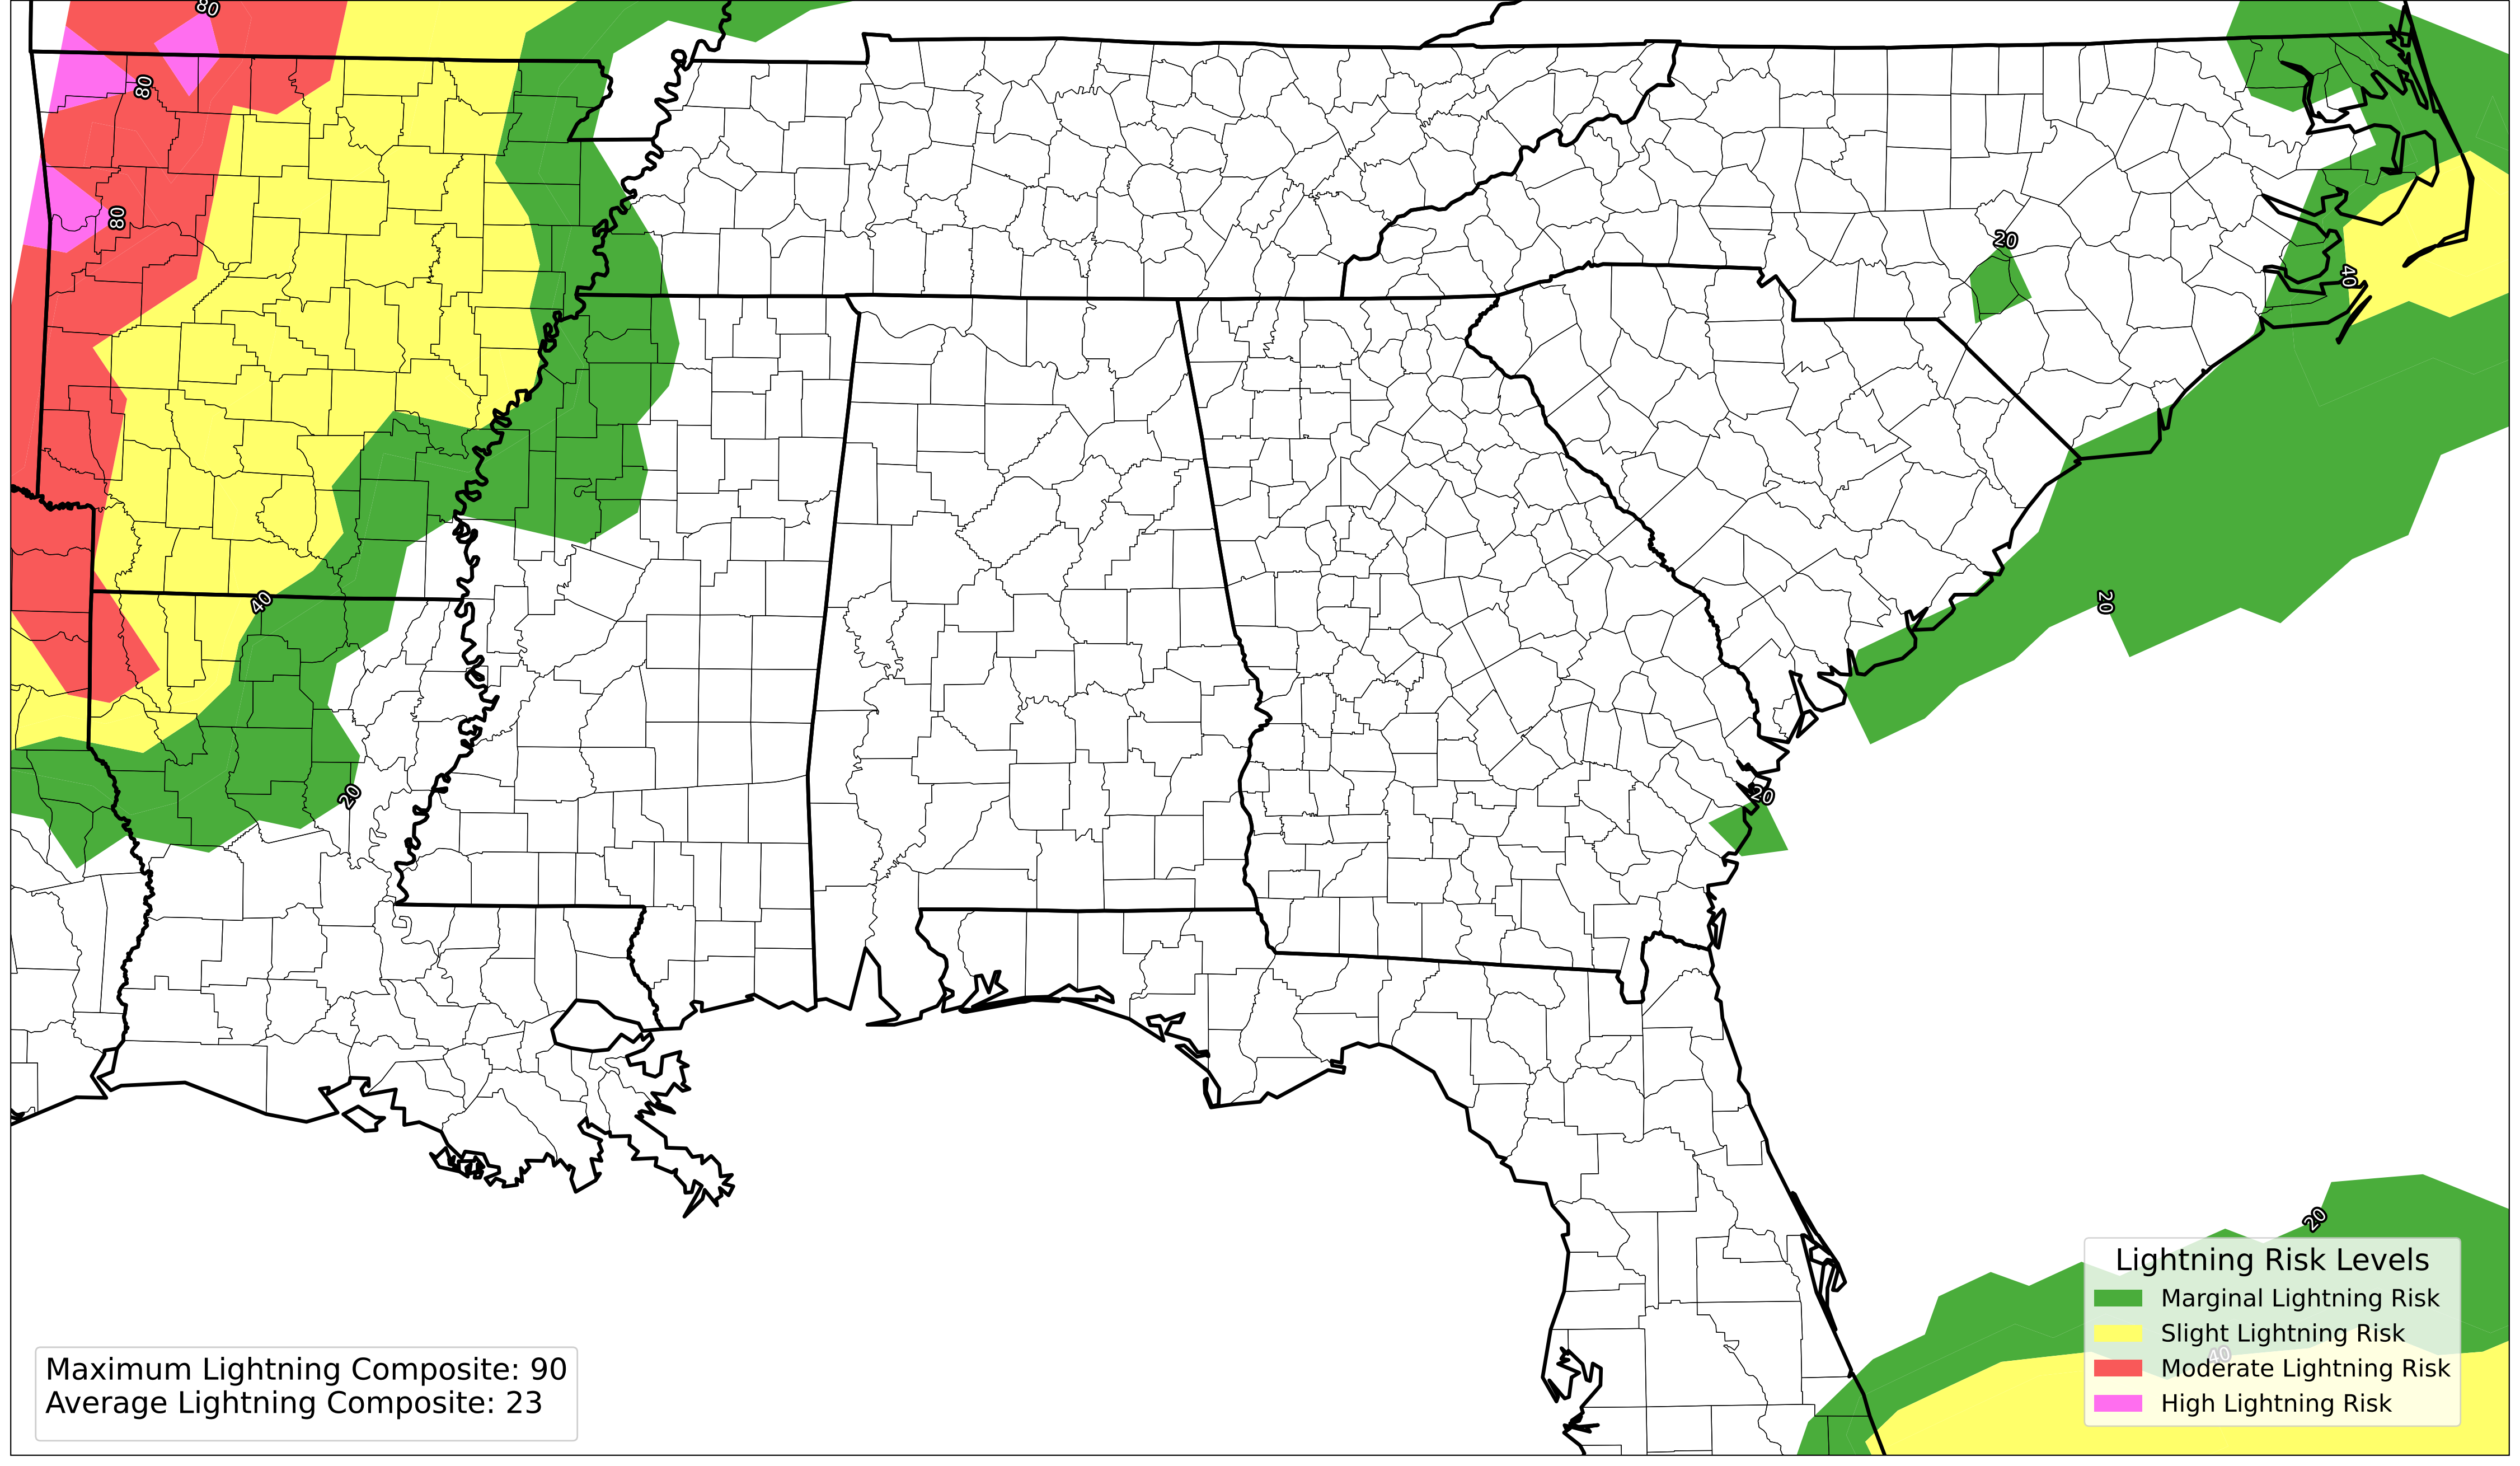 80
80
80
20
40
40
20
20
20
20
Lightning Risk Levels
Marginal Lightning Risk
Slight Lightning Risk
40
Moderate Lightning Risk
High Lightning Risk
Maximum Lightning Composite: 90
Average Lightning Composite: 23